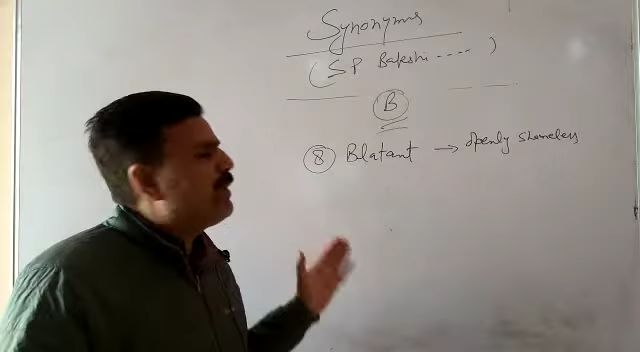 Synonyms
(SP Bakshi ---- )
B
8 Blatant → openly shameless